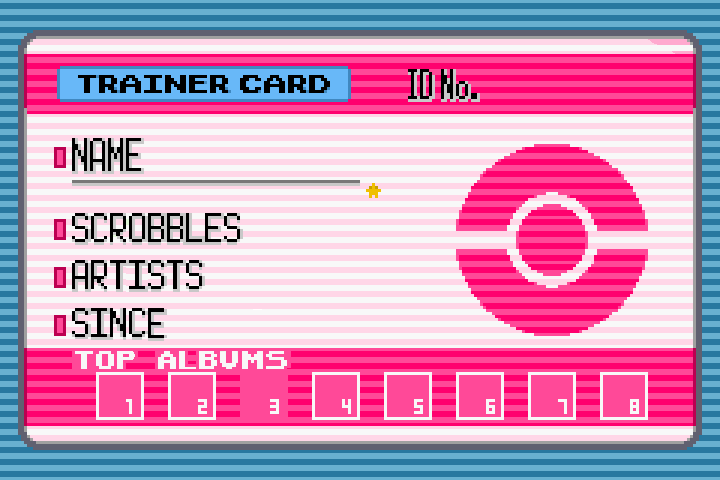 TRAINER CARD ID No.
NAME
SCROBBLES
ARTISTS
SINCE
TOP ALBUMS
1 2 3 4 5 6 7 8